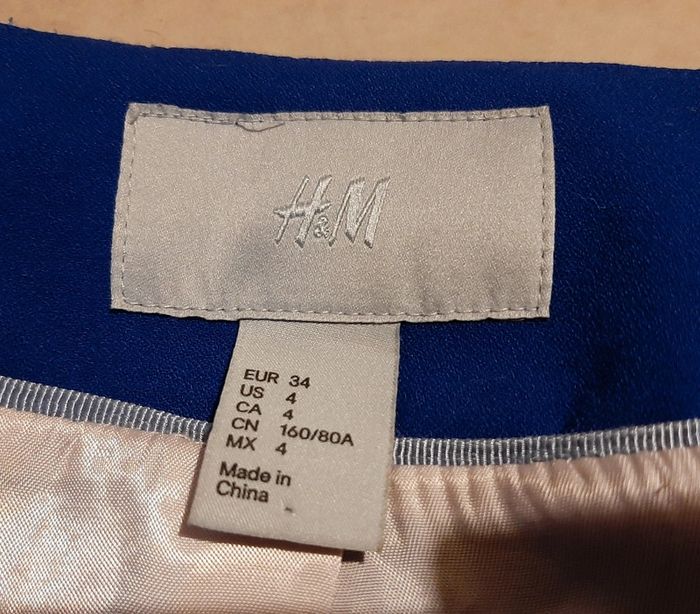 H&M
EUR 34
US 4
CA 4
CN 160/80A
MX 4
Made in
China